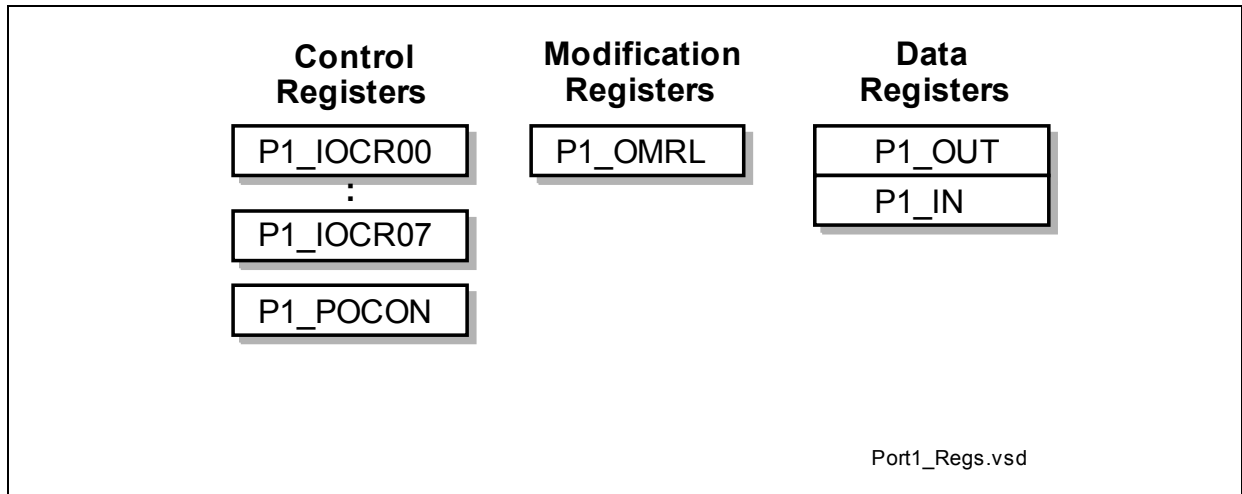 Control
Registers
P1_IOCR00
:
P1_IOCR07
P1_POCON
Modification
Registers
P1_OMRL
Data
Registers
P1_OUT
P1_IN
Port1_Regs.vsd